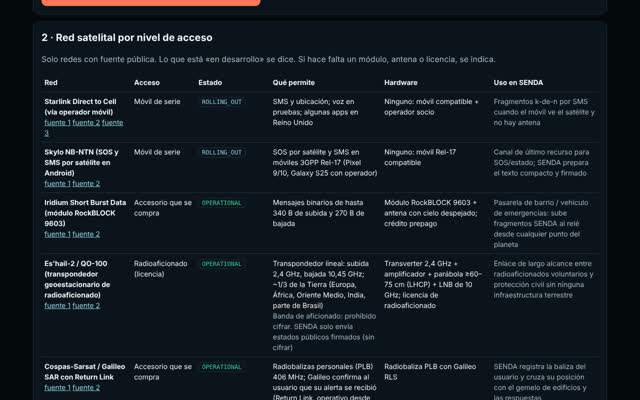 2 · Red satelital por nivel de acceso
Solo redes con fuente pública. Lo que está «en desarrollo» se dice. Si hace falta un módulo, antena o licencia, se indica.
Red Acceso Estado Qué permite Hardware Uso en SENDA
Starlink Direct to Cell
(vía operador móvil)
fuente 1 fuente 2 fuente
3
Móvil de serie
ROLLING_OUT
SMS y ubicación; voz en
pruebas; algunas apps en
Reino Unido
Ninguno: móvil compatible +
operador socio
Fragmentos k-de-n por SMS
cuando el móvil ve el satélite y
no hay antena
Skylo NB-NTN (SOS y
SMS por satélite en
Android)
fuente 1 fuente 2
Móvil de serie
ROLLING_OUT
SOS por satélite y SMS en
móviles 3GPP Rel-17 (Pixel
9/10, Galaxy S25 con operador)
Ninguno: móvil Rel-17
compatible
Canal de último recurso para
SOS/estado; SENDA prepara
el texto compacto y firmado
Iridium Short Burst Data
(módulo RockBLOCK
9603)
fuente 1 fuente 2
Accesorio que se
compra
OPERATIONAL
Mensajes binarios de hasta
340 B de subida y 270 B de
bajada
Módulo RockBLOCK 9603 +
antena con cielo despejado;
crédito prepago
Pasarela de barrio / vehículo
de emergencias: sube
fragmentos SENDA al relé
desde cualquier punto del
planeta
Es'hail-2 / QO-100
(transpondedor
geoestacionario de
radioaficionado)
fuente 1 fuente 2
Radioaficionado
(licencia)
OPERATIONAL
Transpondedor lineal: subida
2,4 GHz, bajada 10,45 GHz;
~1/3 de la Tierra (Europa,
África, Oriente Medio, India,
parte de Brasil)
Banda de aficionado: prohibido
cifrar. SENDA solo envía
estados públicos firmados (sin
cifrar)
Transverter 2,4 GHz +
amplificador + parábola ≥60–
75 cm (LHCP) + LNB de 10
GHz; licencia de
radioaficionado
Enlace de largo alcance entre
radioaficionados voluntarios y
protección civil sin ninguna
infraestructura terrestre
Cospas-Sarsat / Galileo
SAR con Return Link
fuente 1 fuente 2
Accesorio que se
compra
OPERATIONAL
Radiobalizas personales (PLB)
406 MHz; Galileo confirma al
usuario que su alerta se recibió
(Return Link, operativo desde
Radiobaliza PLB con Galileo
RLS
SENDA registra la baliza del
usuario y cruza su posición
con el gemelo de edificios y
las respuestas